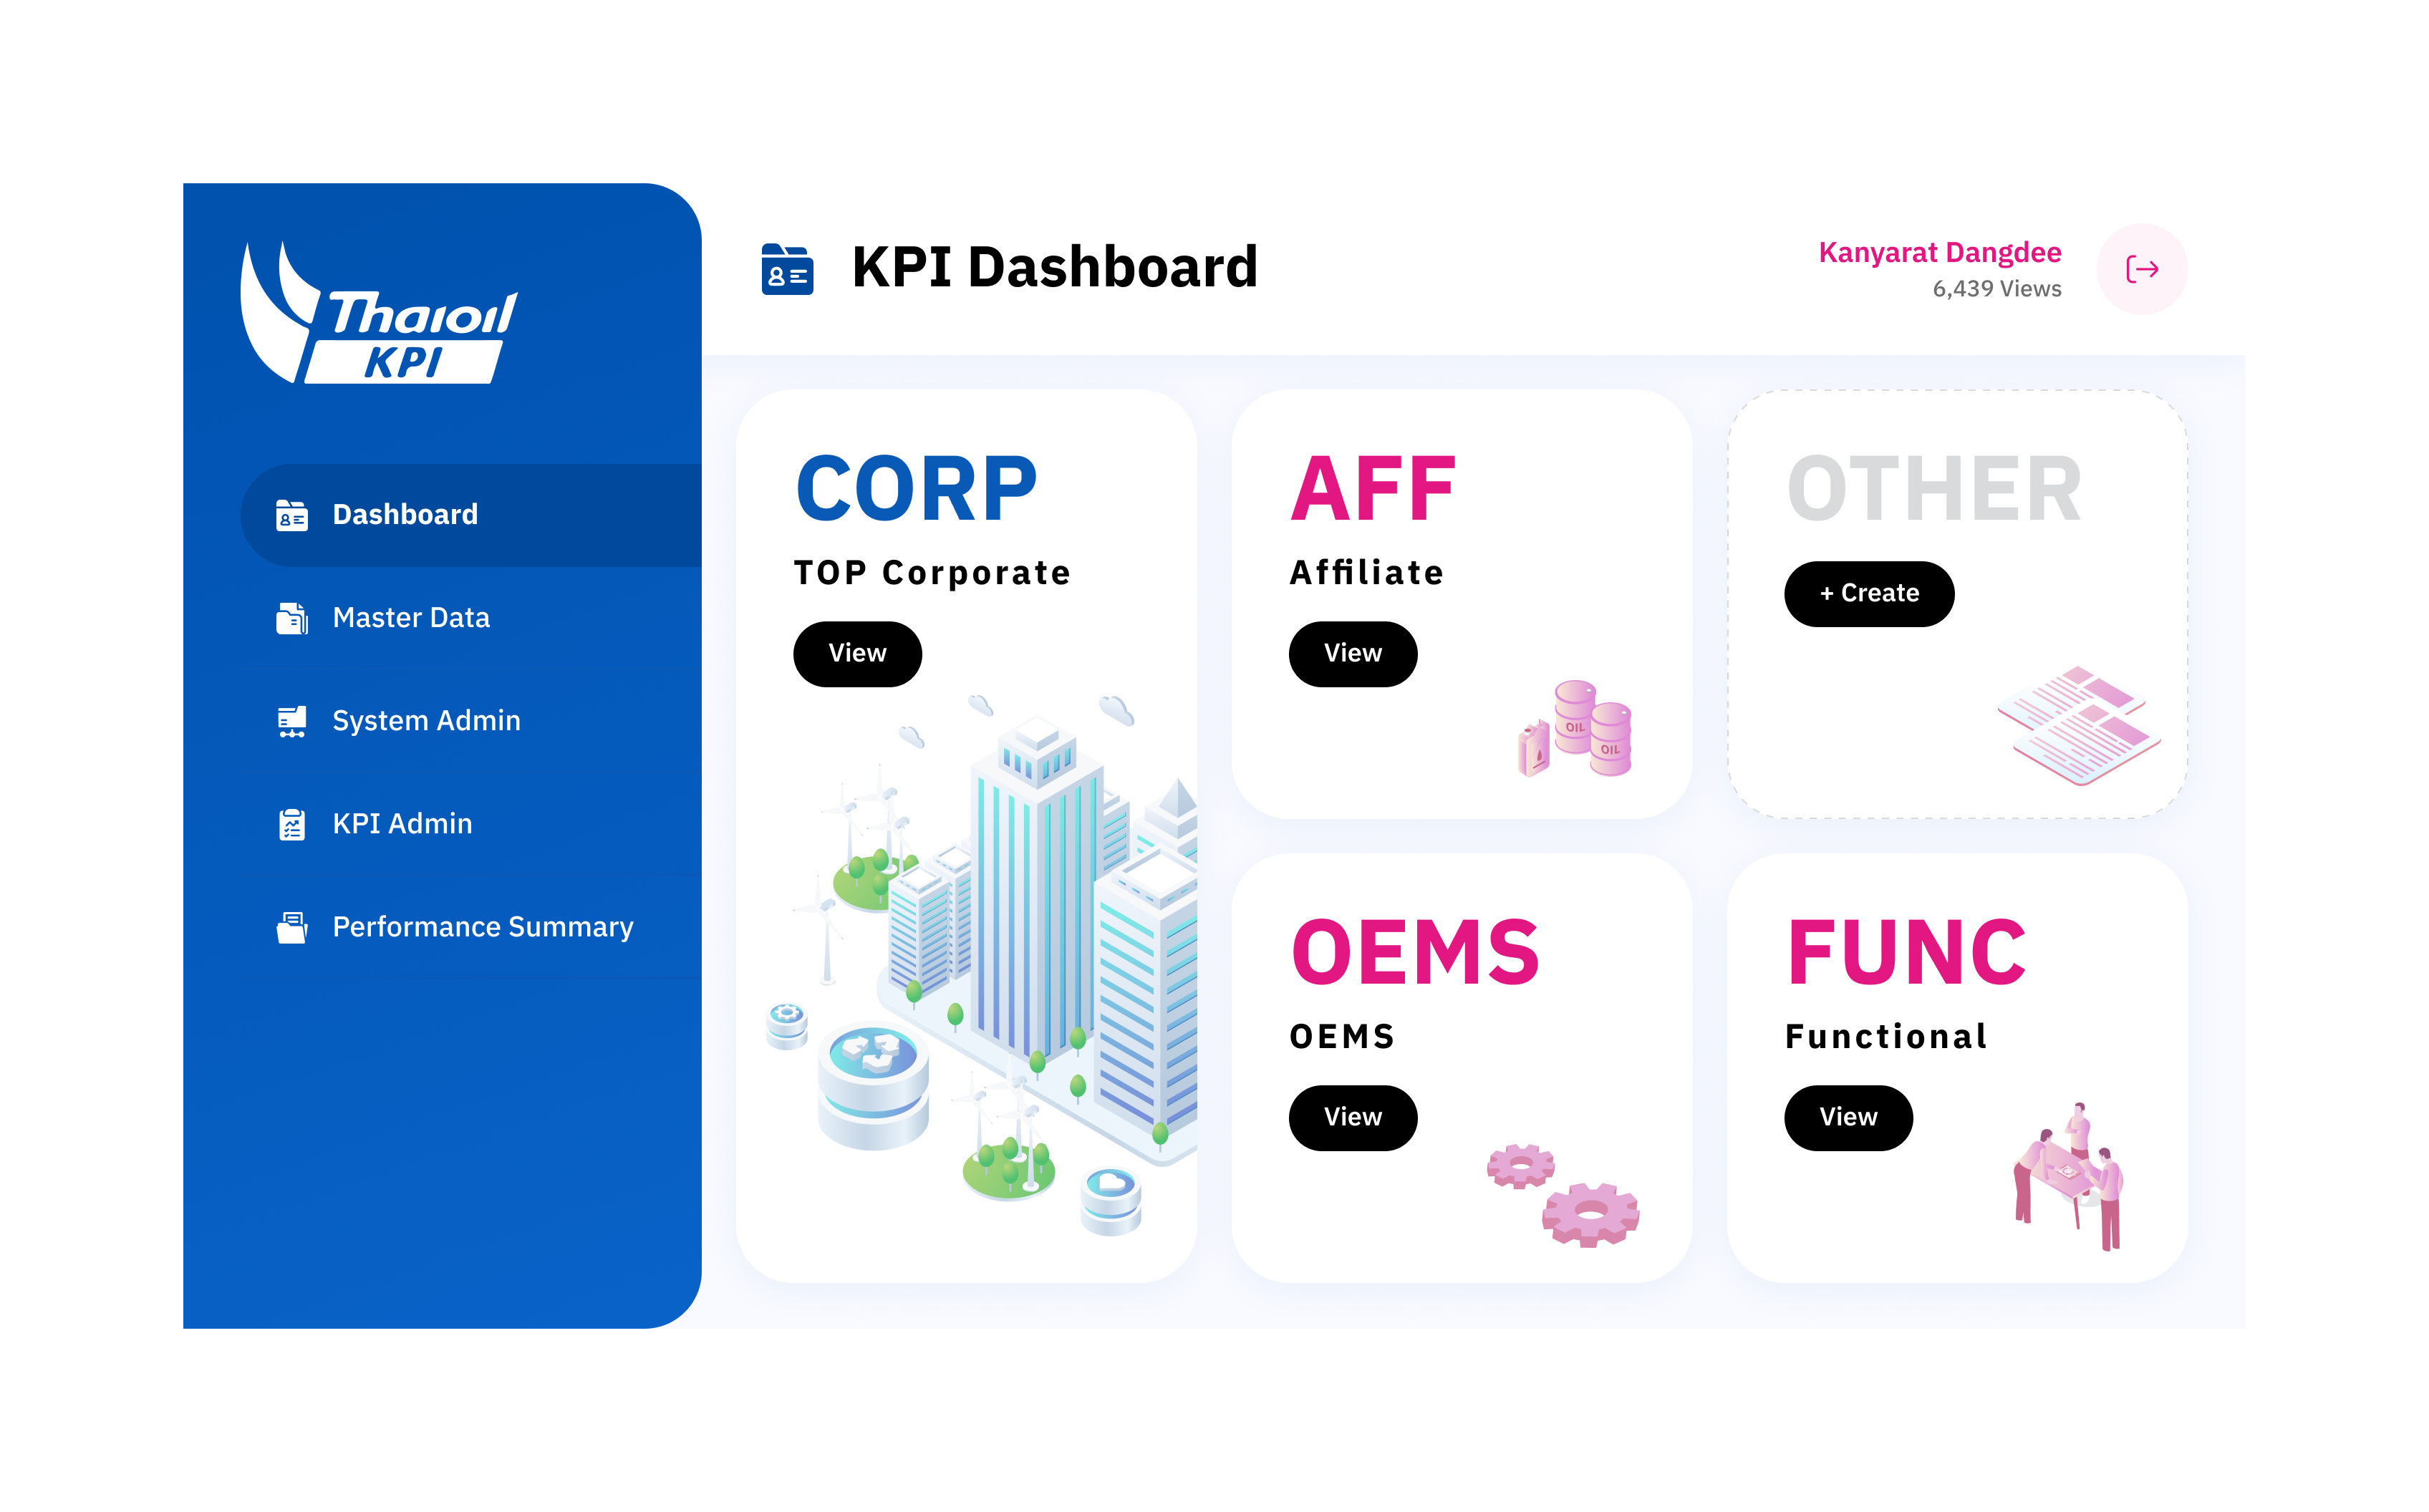 Thaioil
KPI
Dashboard
Master Data
System Admin
KPI Admin
Performance Summary
KPI Dashboard
Kanyarat Dangdee
6,439 Views
CORP
TOP Corporate
View
AFF
Affiliate
View
OIL
OIL
OTHER
+ Create
OEMS
OEMS
View
FUNC
Functional
View